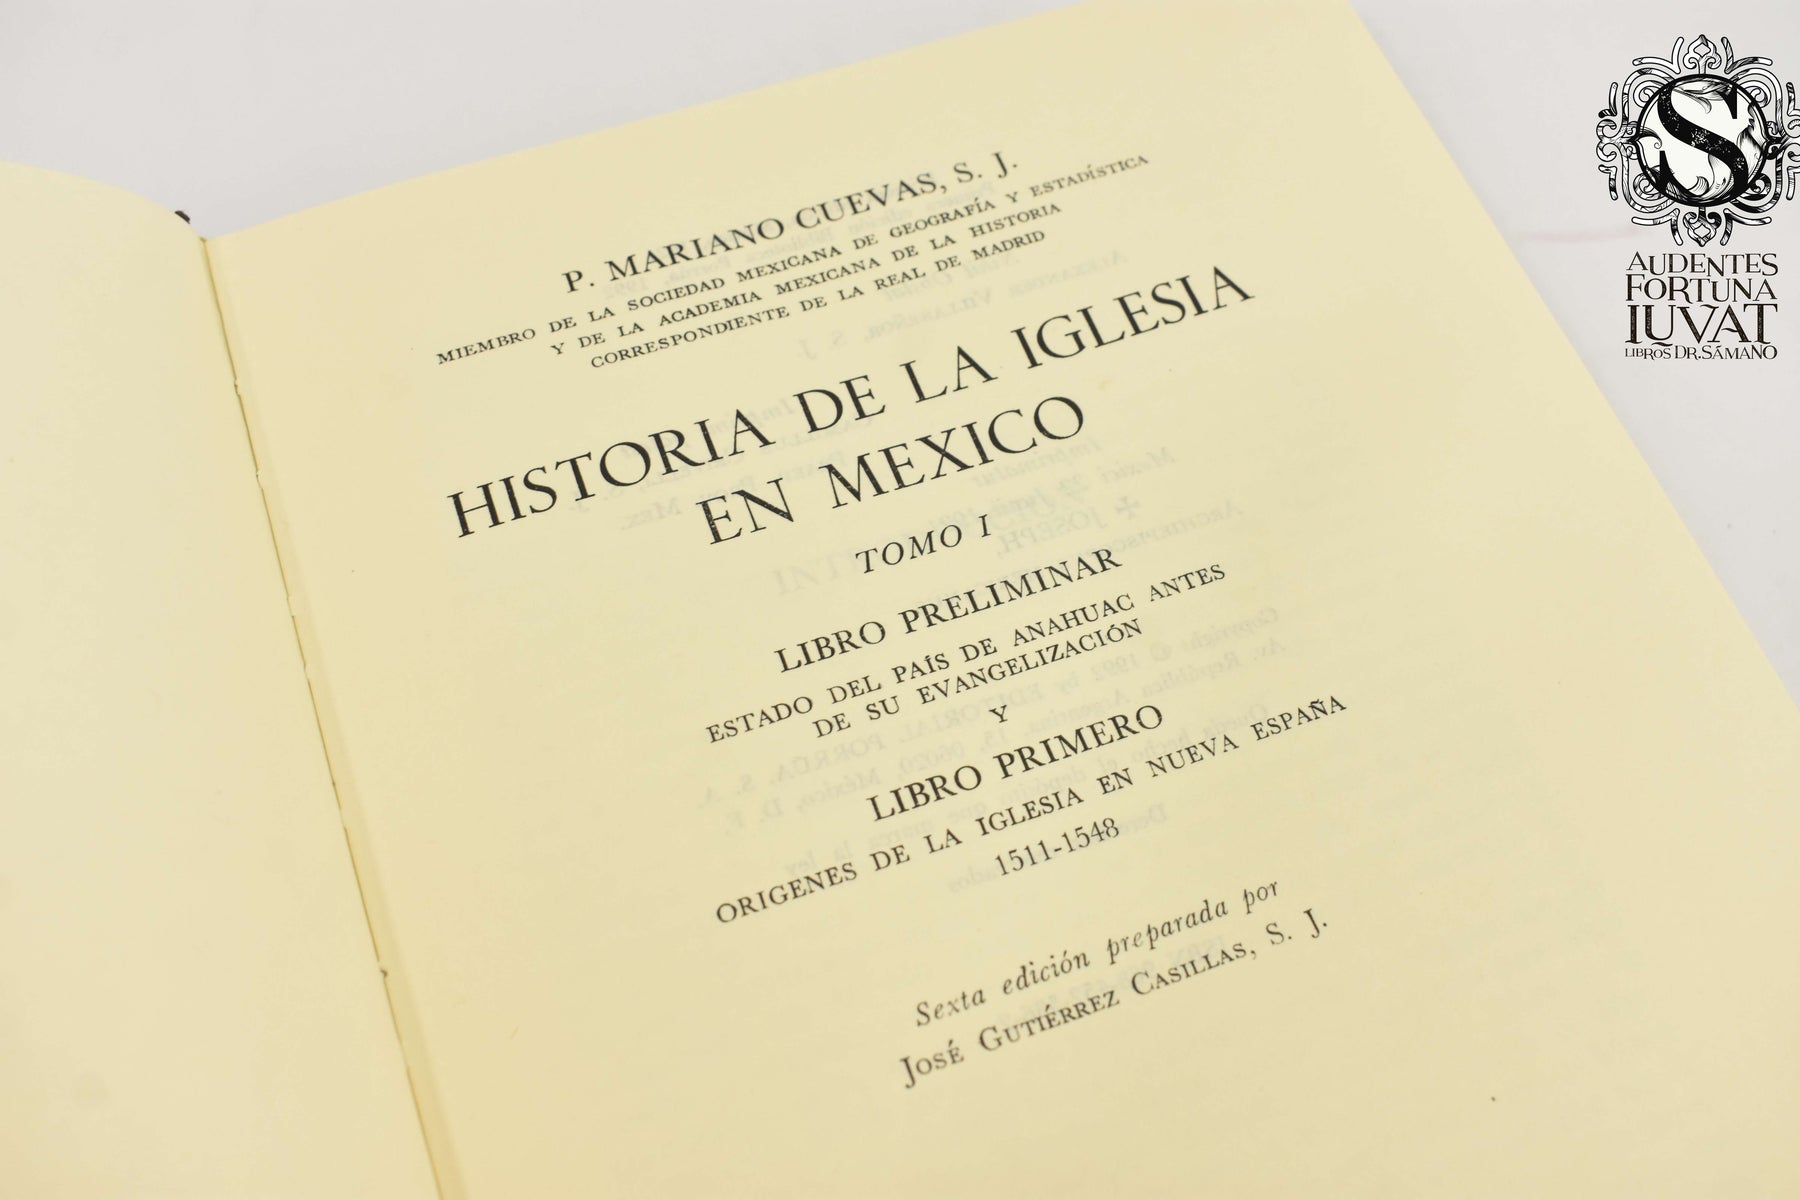 P. MARIANO CUEVAS, S. J.
MIEMBRO DE LA SOCIEDAD MEXICANA DE GEOGRAFÍA Y ESTADÍSTICA
Y DE LA ACADEMIA MEXICANA DE LA HISTORIA
CORRESPONDIENTE DE LA REAL DE MADRID
HISTORIA DE LA IGLESIA
EN MEXICO
TOMO I
LIBRO PRELIMINAR
ESTADO DEL PAÍS DE ANAHUAC ANTES
DE SU EVANGELIZACIÓN
Y
LIBRO PRIMERO
ORIGENES DE LA IGLESIA EN NUEVA ESPAÑA
1511-1548
Sexta edición preparada por
JOSÉ GUTIÉRREZ CASILLAS, S. J.
S
AUDENTES
FORTUNA
IUVAT
LIBROS DR. SÁMANO